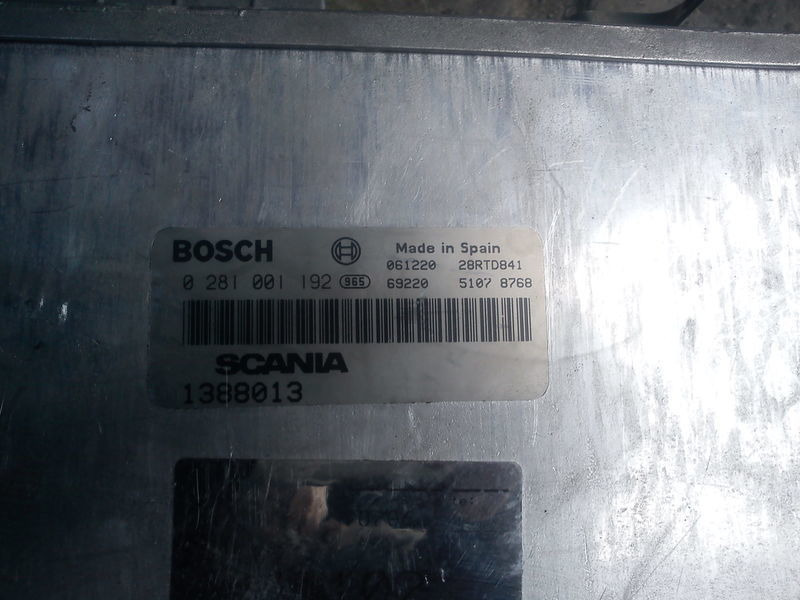 BOSCH Made in Spain
061220 28RTD841
0 281 001 192 965 69220 5107 8768
SCANIA
1388013